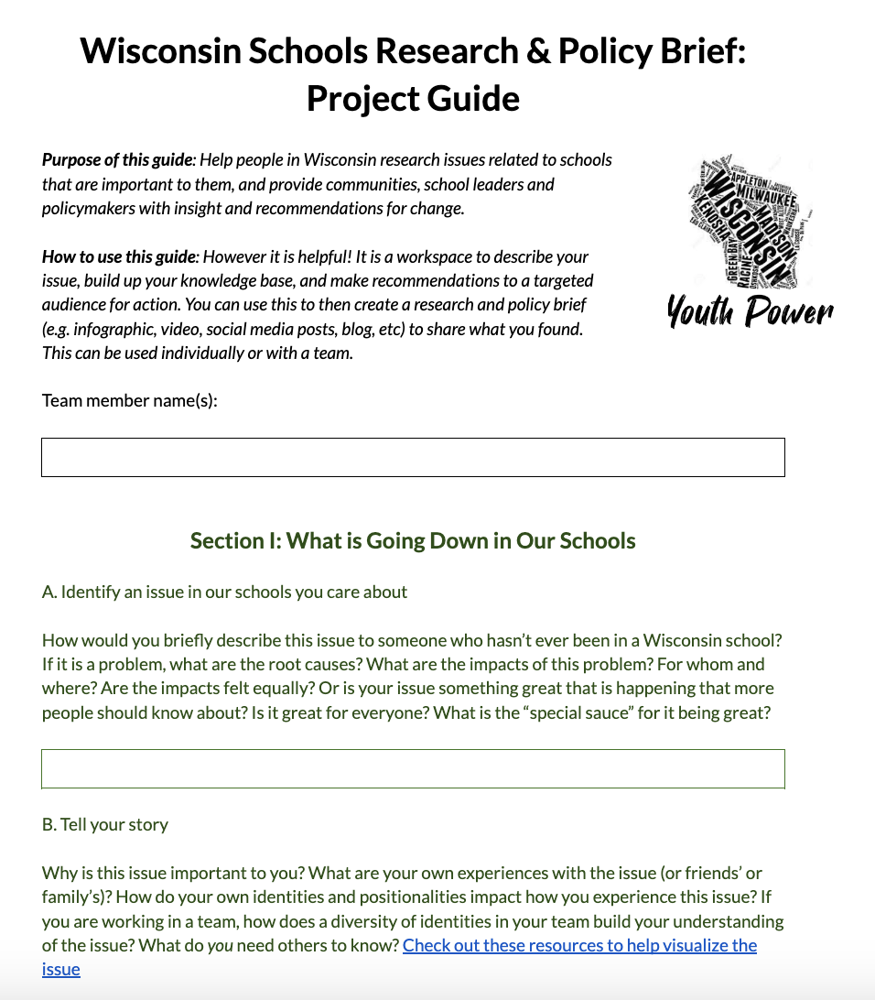 Wisconsin Schools Research & Policy Brief:
Project Guide
Purpose of this guide: Help people in Wisconsin research issues related to schools
that are important to them, and provide communities, school leaders and
policymakers with insight and recommendations for change.
How to use this guide: However it is helpful! It is a workspace to describe your
issue, build up your knowledge base, and make recommendations to a targeted
audience for action. You can use this to then create a research and policy brief
(e.g. infographic, video, social media posts, blog, etc) to share what you found.
This can be used individually or with a team.
APPLETON
MILWAUKEE
WISCONSIN
MADISON
KENOSHA
GREEN BAY
RACINE
Youth Power
Team member name(s):
Section I: What is Going Down in Our Schools
A. Identify an issue in our schools you care about
How would you briefly describe this issue to someone who hasn’t ever been in a Wisconsin school?
If it is a problem, what are the root causes? What are the impacts of this problem? For whom and
where? Are the impacts felt equally? Or is your issue something great that is happening that more
people should know about? Is it great for everyone? What is the “special sauce” for it being great?
B. Tell your story
Why is this issue important to you? What are your own experiences with the issue (or friends’ or
family’s)? How do your own identities and positionalities impact how you experience this issue? If
you are working in a team, how does a diversity of identities in your team build your understanding
of the issue? What do you need others to know? Check out these resources to help visualize the
issue